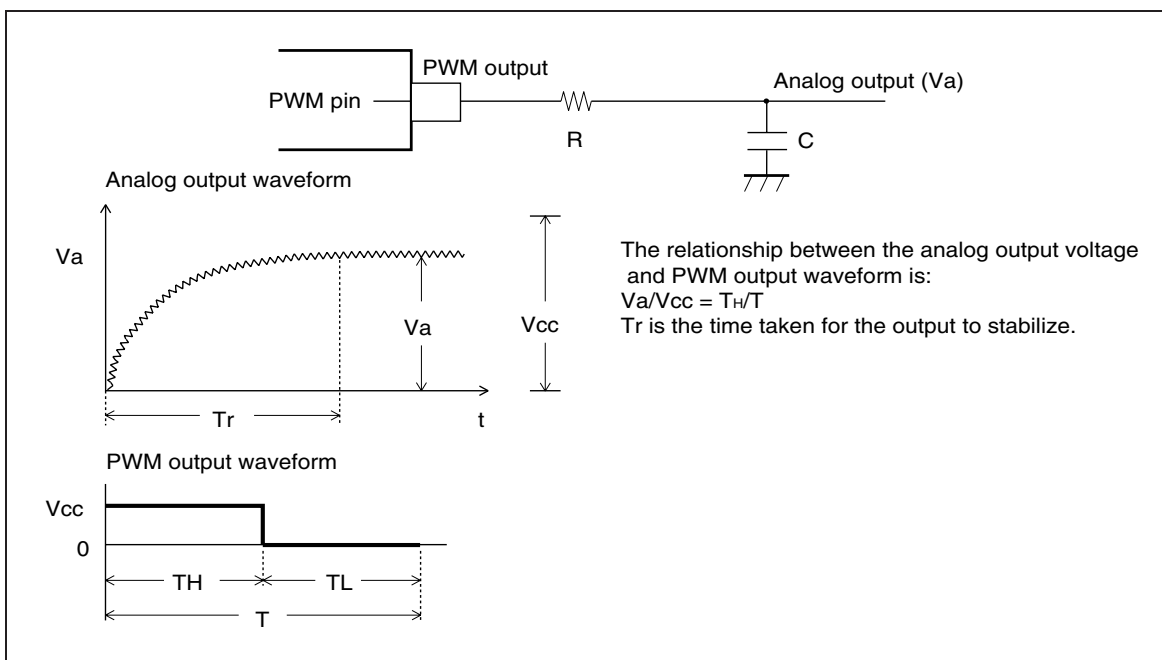 PWM output
PWM pin
Analog output (Va)
R
C
Analog output waveform
Va
Va
Vcc
Tr
t
The relationship between the analog output voltage
and PWM output waveform is:
Va/Vcc = TH/T
Tr is the time taken for the output to stabilize.
PWM output waveform
Vcc
0
TH
TL
T